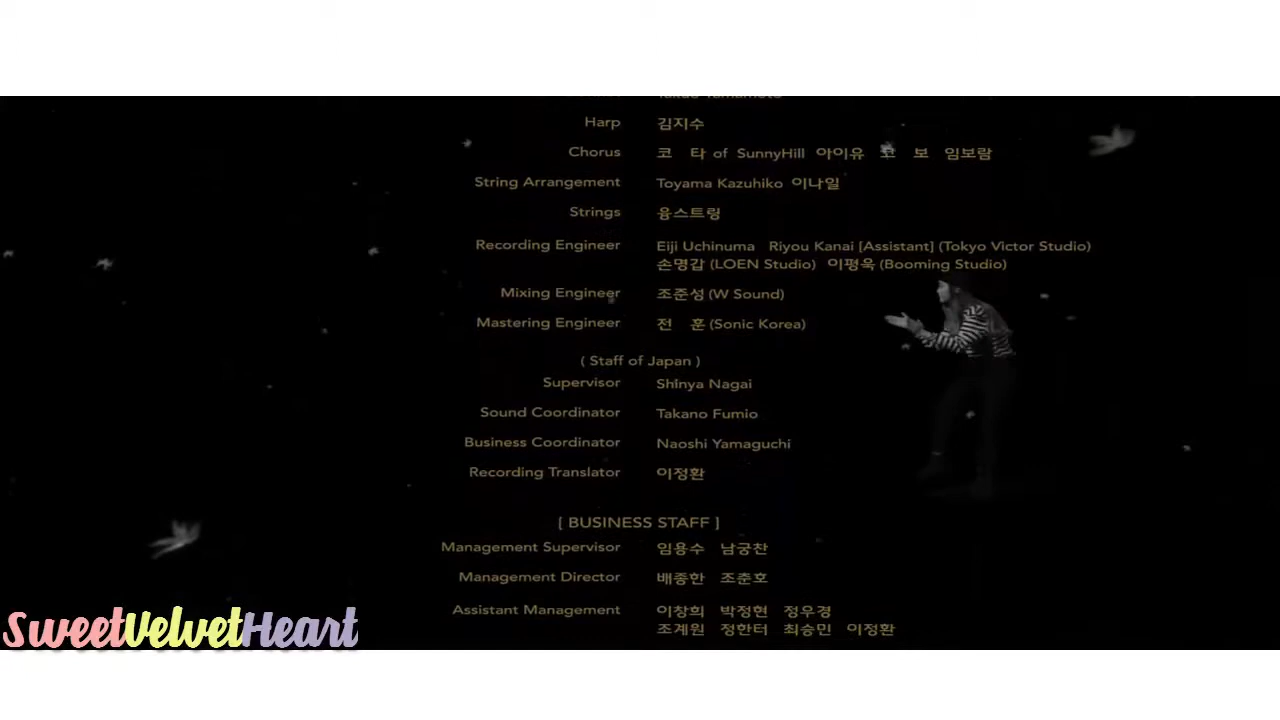 Harp 김지수
Chorus 코 타 of SunnyHill 아이유 꼬 보 임보람
String Arrangement Toyama Kazuhiko 이나일
Strings 융스트링
Recording Engineer Eiji Uchinuma Riyou Kanai [Assistant] (Tokyo Victor Studio)
손명갑 (LOEN Studio) 이평욱 (Booming Studio)
Mixing Engineer 조준성 (W Sound)
Mastering Engineer 전 훈 (Sonic Korea)
( Staff of Japan )
Supervisor Shinya Nagai
Sound Coordinator Takano Fumio
Business Coordinator Naoshi Yamaguchi
Recording Translator 이정환
[ BUSINESS STAFF ]
Management Supervisor 임용수 남궁찬
Management Director 배종한 조춘호
Assistant Management 이창희 박정현 정우경
조계원 정한터 최승민 이정환
SweetVelvetHeart